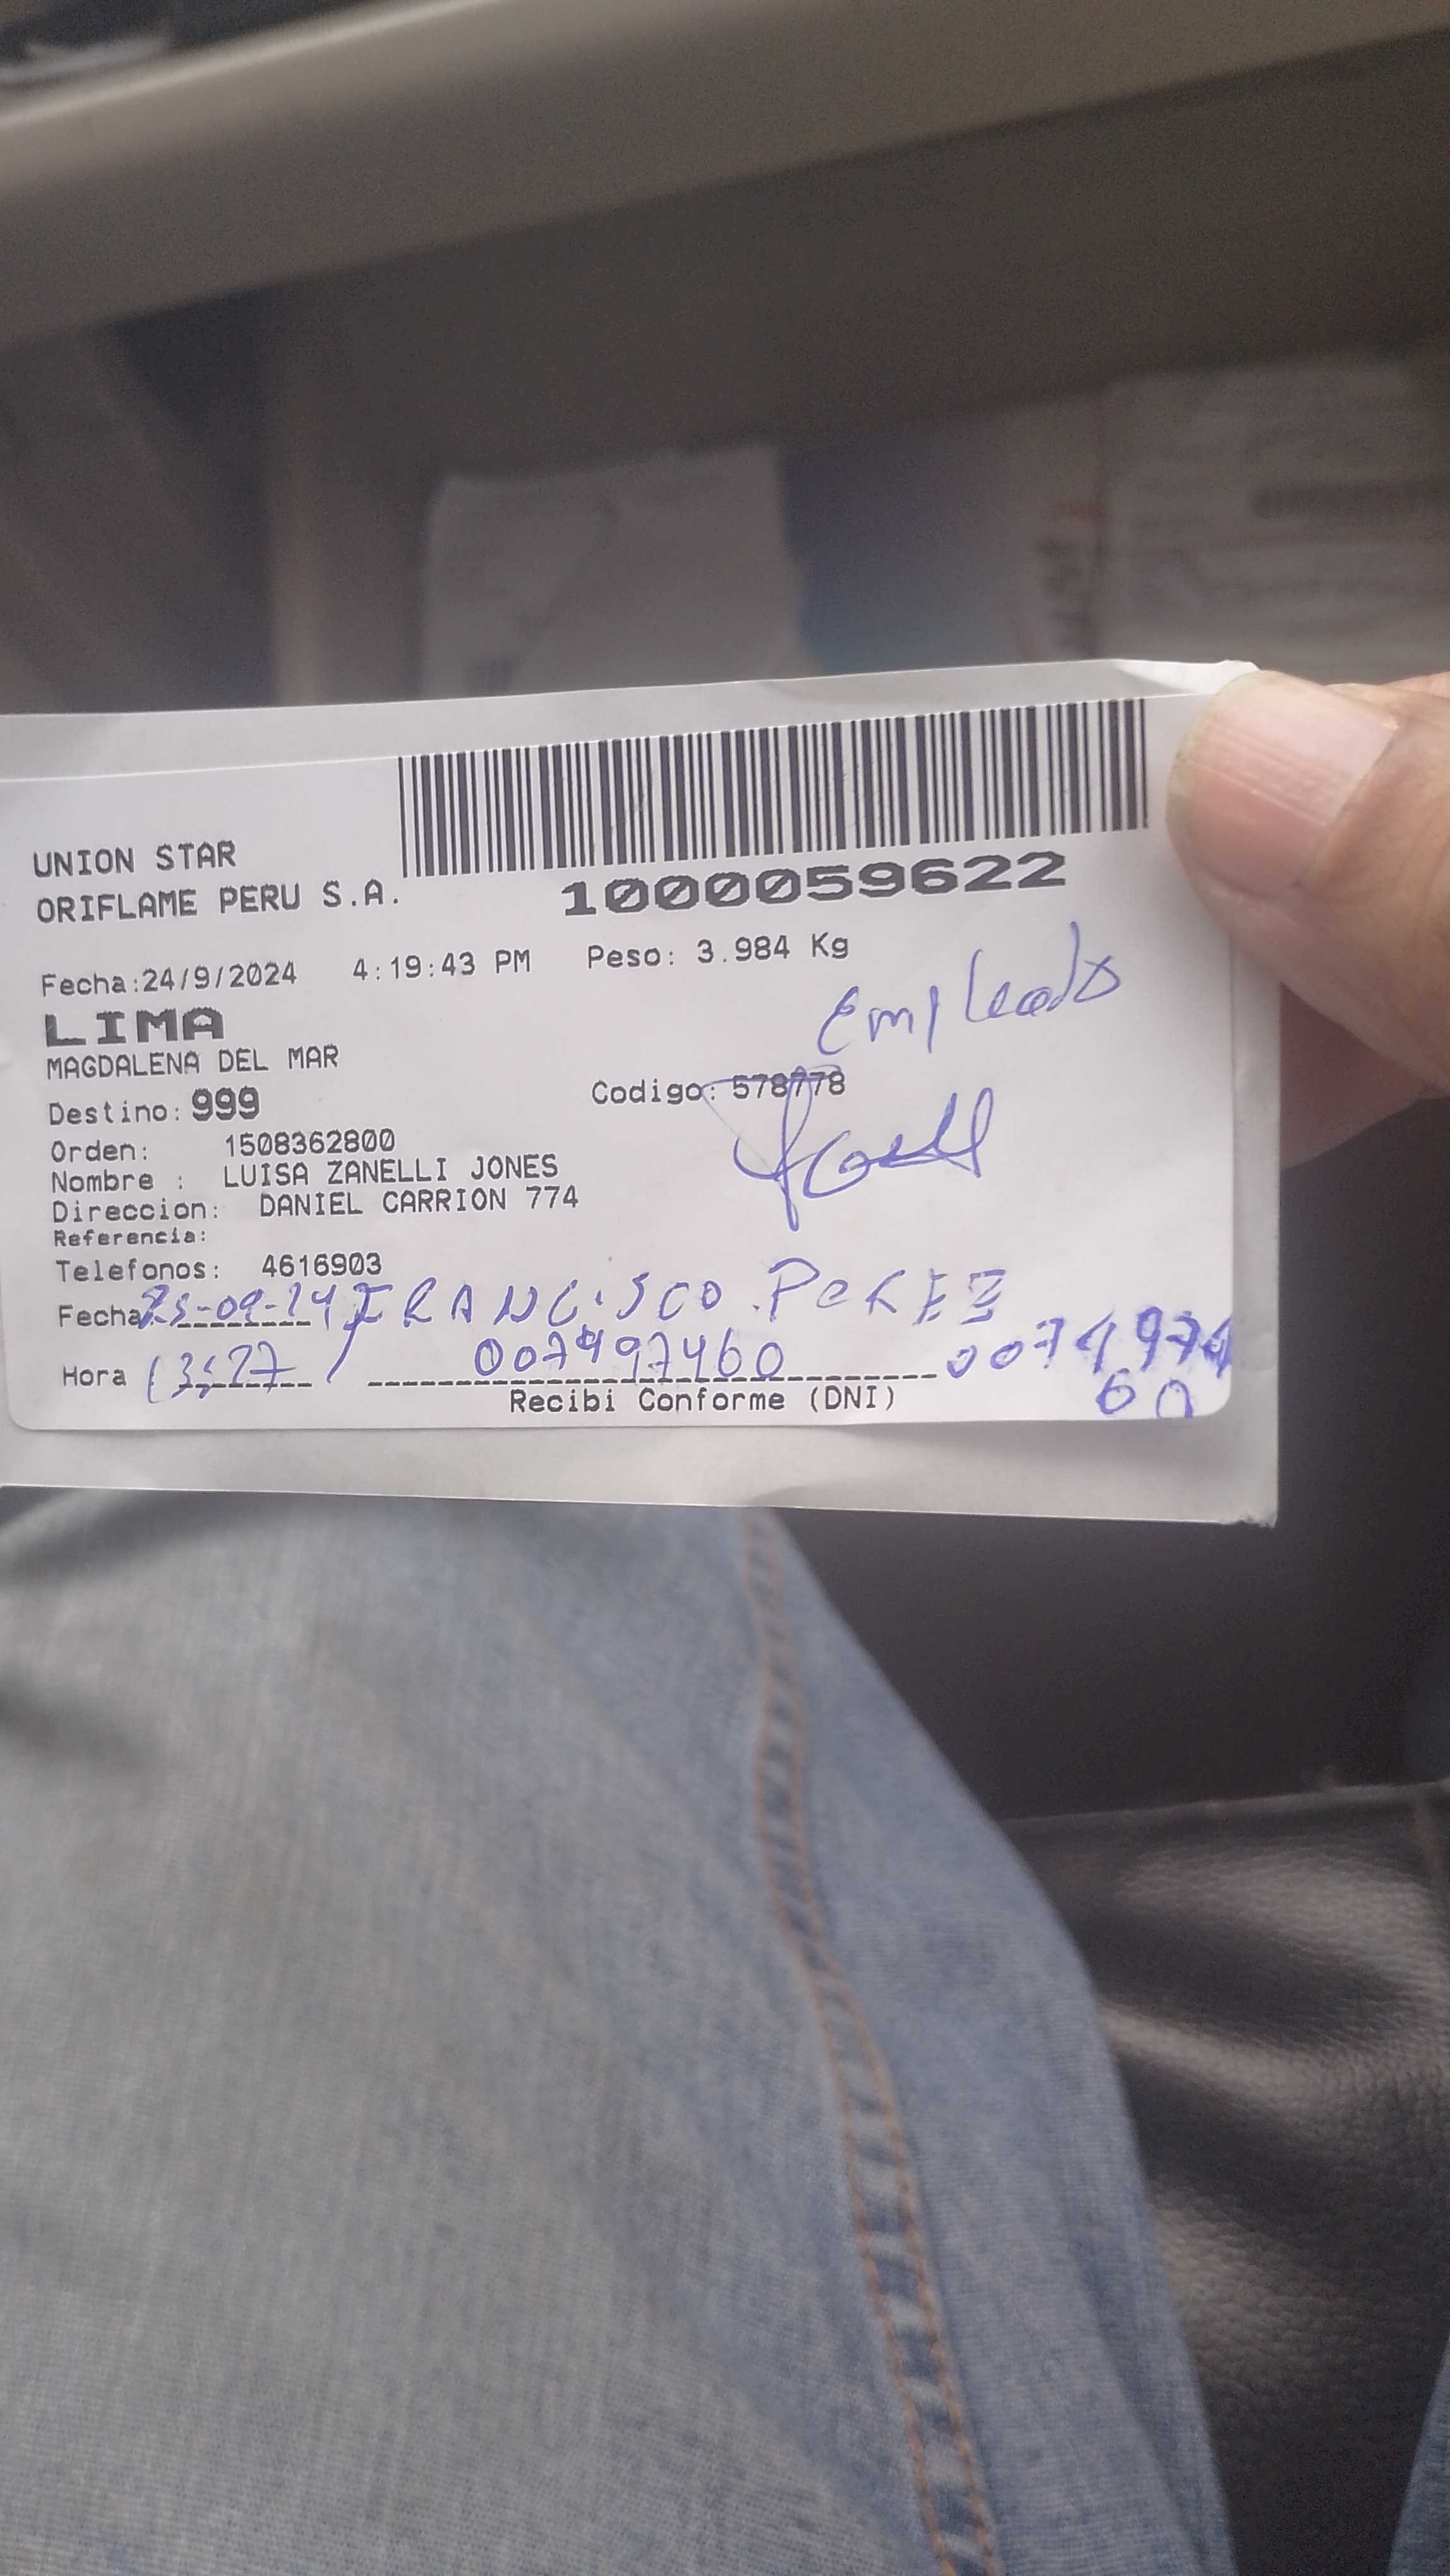 UNION STAR
ORIFLAME PERU S.A.
1000059622
Fecha:24/9/2024 4:19:43 PM Peso: 3.984 Kg
LIMA
Empleado
MAGDALENA DEL MAR
Destino: 999 Codigo: 578778
Orden: 1508362800
Nombre : LUISA ZANELLI JONES
Direccion: DANIEL CARRION 774
Referencia:
Telefonos: 4616903
Fecha 25-09-24 FRANCISCO PEREZ
Hora 007497460 00749746
60
Recibi Conforme (DNI)